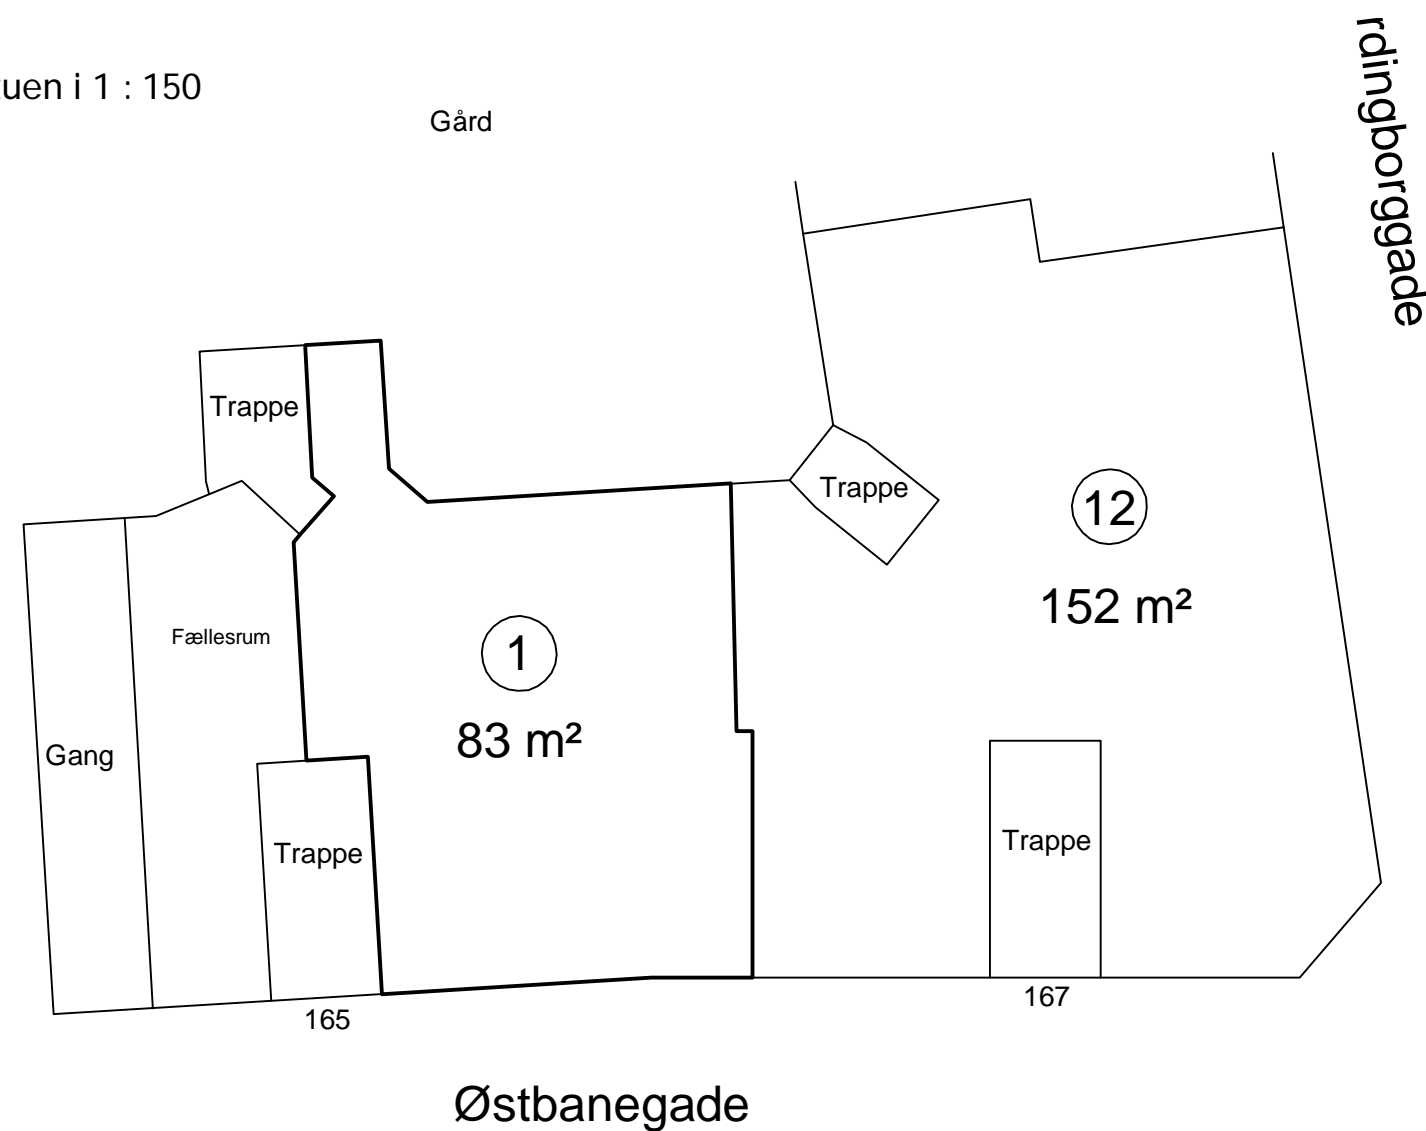 tuen i 1 : 150
Gård
rdingborggade
Trappe
Trappe
12
152 m²
Fællesrum
1
83 m²
Gang
Trappe
Trappe
165
167
Østbanegade